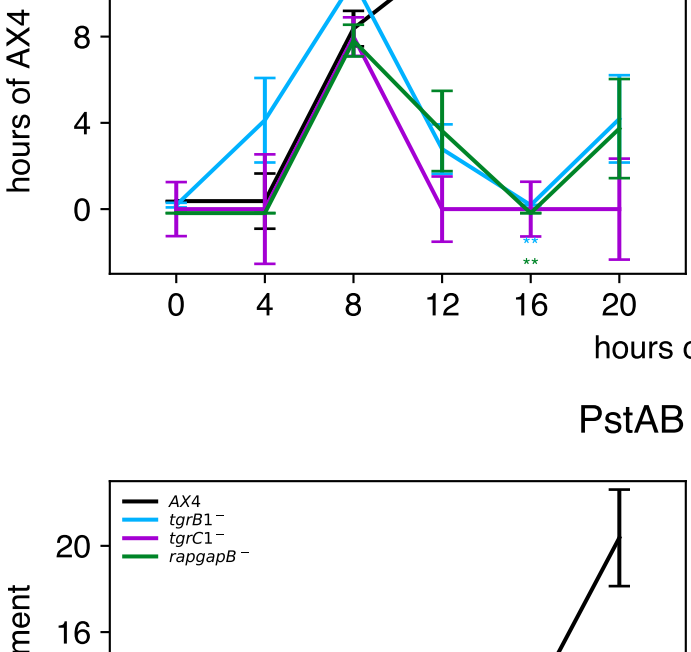 hours of AX4
8
4
0
**
**
0 4 8 12 16 20
hours
PstAB
AX4
tgrB1⁻
tgrC1⁻
rapgapB⁻
20
16
ment